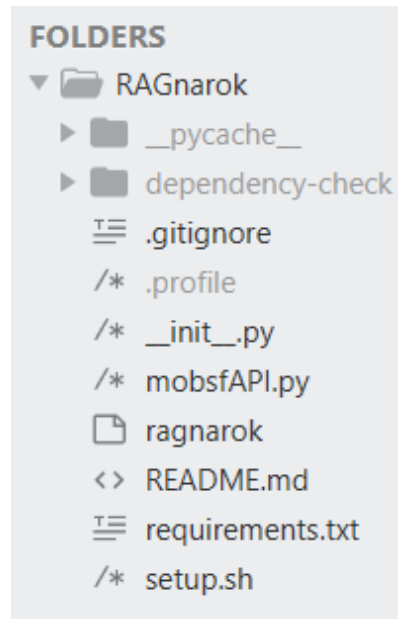 FOLDERS
RAGnarok
__pycache__
dependency-check
.gitignore
/* .profile
/* __init__.py
/* mobsfAPI.py
ragnarok
<> README.md
requirements.txt
/* setup.sh